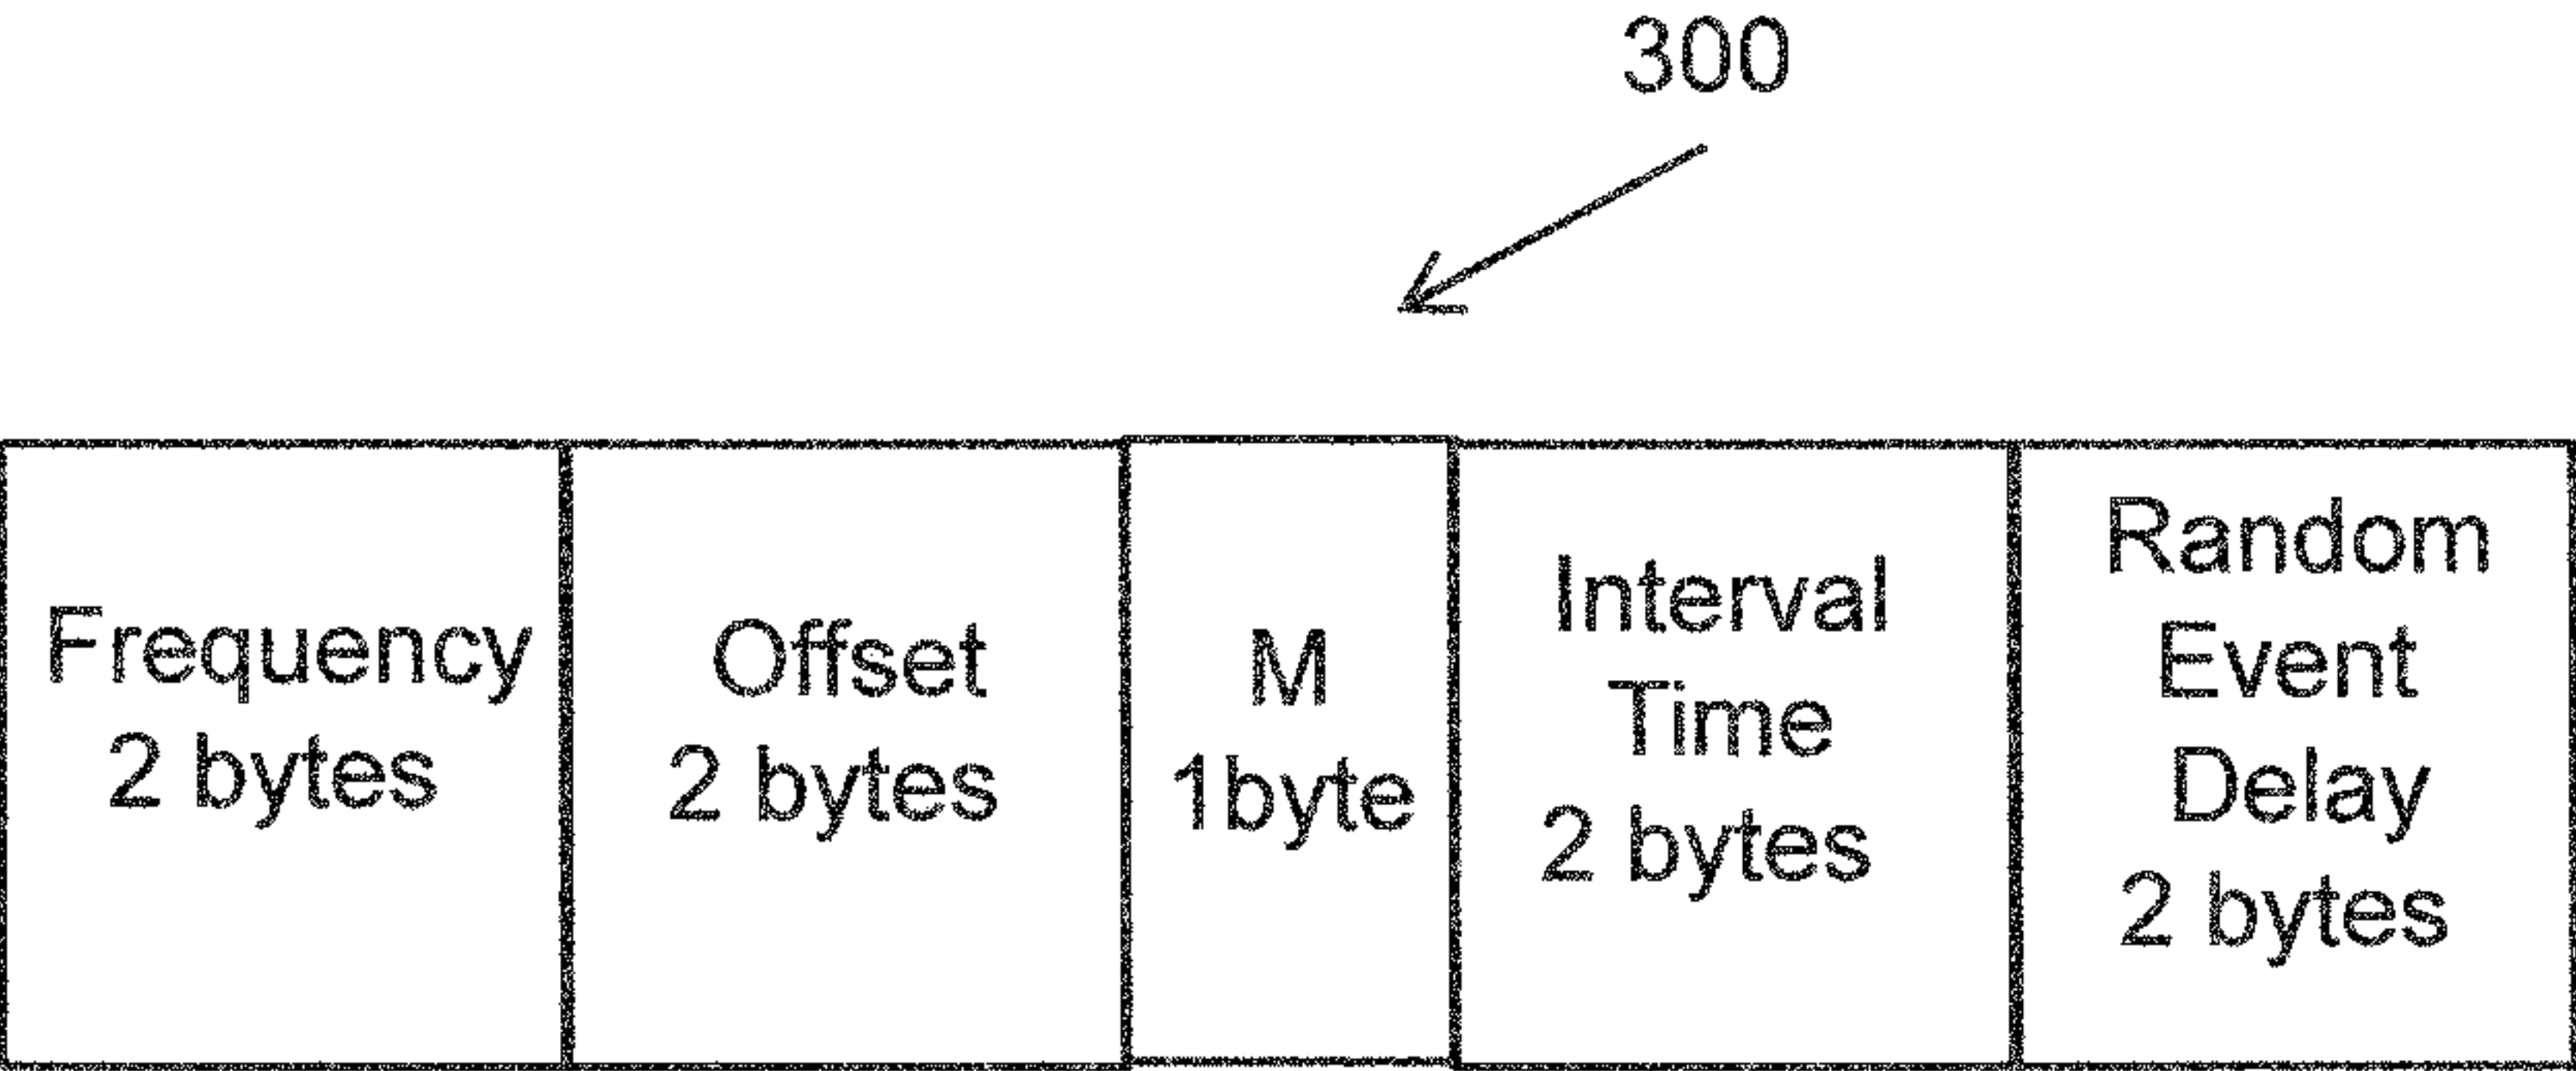 300
Frequency
2 bytes
Offset
2 bytes
M
1byte
Interval
Time
2 bytes
Random
Event
Delay
2 bytes